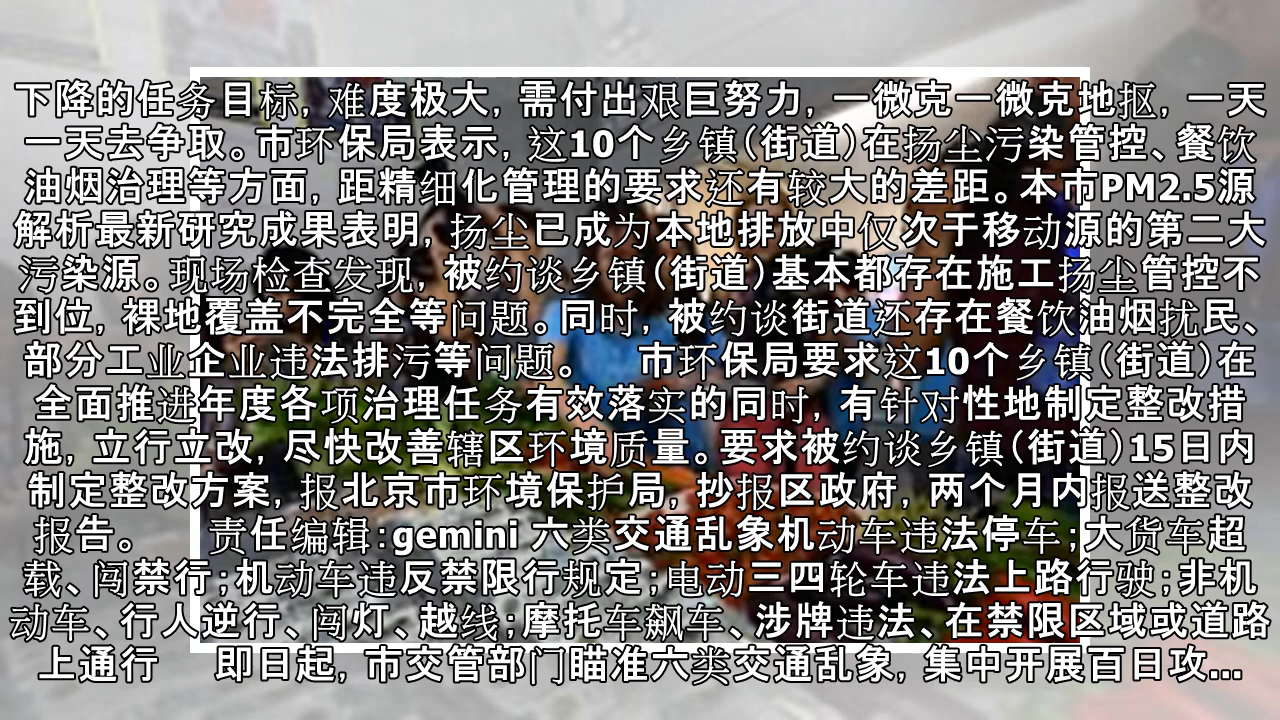 下降的任务目标, 难度极大, 需付出艰巨努力, 一微克一微克地抠, 一天
一天去争取。市环保局表示, 这10个乡镇(街道)在扬尘污染管控、餐饮
油烟治理等方面, 距精细化管理的要求还有较大的差距。本市PM2.5源
解析最新研究成果表明, 扬尘已成为本地排放中仅次于移动源的第二大
污染源。现场检查发现, 被约谈乡镇(街道)基本都存在施工扬尘管控不
到位, 裸地覆盖不完全等问题。同时, 被约谈街道还存在餐饮油烟扰民、
部分工业企业违法排污等问题。 市环保局要求这10个乡镇(街道)在
全面推进年度各项治理任务有效落实的同时, 有针对性地制定整改措
施, 立行立改, 尽快改善辖区环境质量。要求被约谈乡镇(街道)15日内
制定整改方案, 报北京市环境保护局, 抄报区政府, 两个月内报送整改
报告。 责任编辑:gemini 六类交通乱象机动车违法停车;大货车超
载、闯禁行;机动车违反禁限行规定;电动三四轮车违法上路行驶;非机
动车、行人逆行、闯灯、越线;摩托车飙车、涉牌违法、在禁限区域或道路
上通行 即日起, 市交管部门瞄准六类交通乱象, 集中开展百日攻...